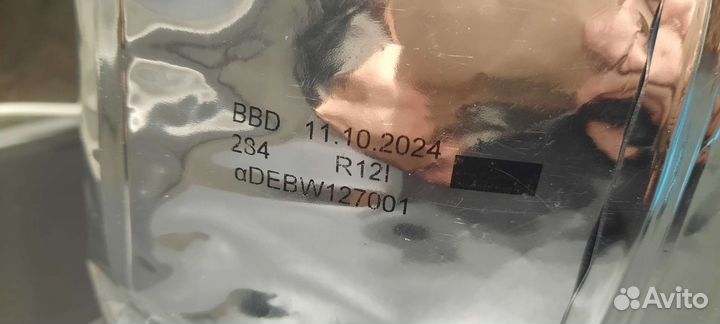 BBD 11.10.2024
284 R12I
αDEBW127001
Avito